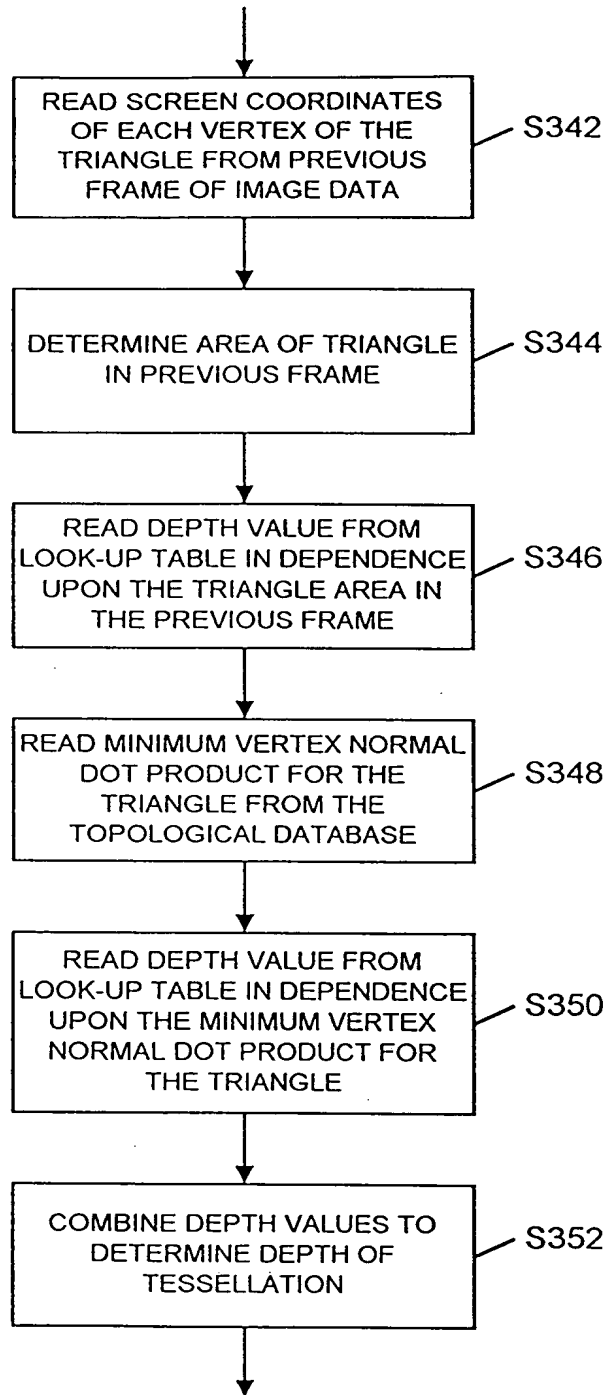 READ SCREEN COORDINATES
OF EACH VERTEX OF THE
TRIANGLE FROM PREVIOUS
FRAME OF IMAGE DATA
S342
DETERMINE AREA OF TRIANGLE
IN PREVIOUS FRAME
S344
READ DEPTH VALUE FROM
LOOK-UP TABLE IN DEPENDENCE
UPON THE TRIANGLE AREA IN
THE PREVIOUS FRAME
S346
READ MINIMUM VERTEX NORMAL
DOT PRODUCT FOR THE
TRIANGLE FROM THE
TOPOLOGICAL DATABASE
S348
READ DEPTH VALUE FROM
LOOK-UP TABLE IN DEPENDENCE
UPON THE MINIMUM VERTEX
NORMAL DOT PRODUCT FOR
THE TRIANGLE
S350
COMBINE DEPTH VALUES TO
DETERMINE DEPTH OF
TESSELLATION
S352